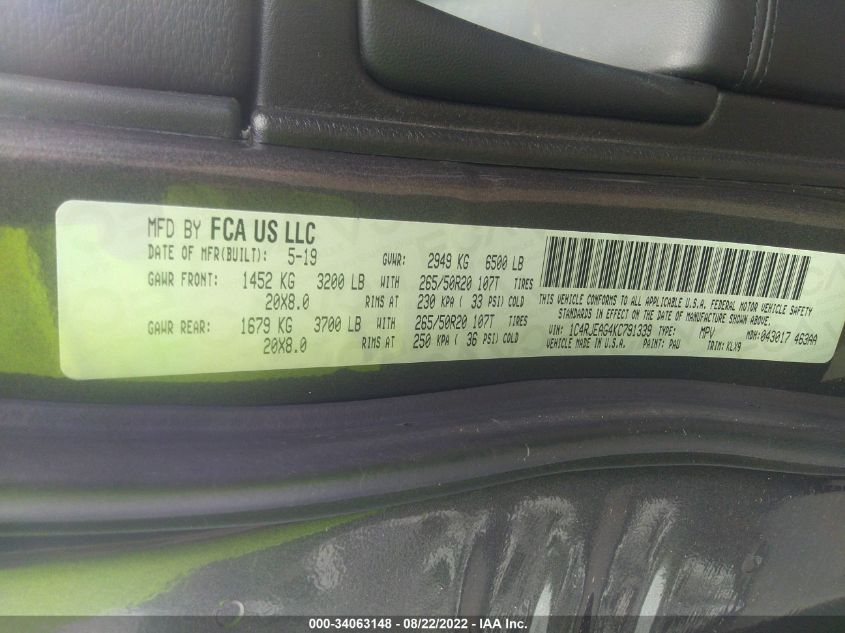 MFD BY FCA US LLC
DATE OF MFR(BUILT): 5-19 GVWR: 2949 KG 6500 LB
GAWR FRONT: 1452 KG 3200 LB WITH 265/50R20 107T TIRES
20X8.0 RIMS AT 230 KPA ( 33 PSI) COLD
GAWR REAR: 1679 KG 3700 LB WITH 265/50R20 107T TIRES
20X8.0 RIMS AT 250 KPA ( 36 PSI) COLD
THIS VEHICLE CONFORMS TO ALL APPLICABLE U.S.A. FEDERAL MOTOR VEHICLE SAFETY
STANDARDS IN EFFECT ON THE DATE OF MANUFACTURE SHOWN ABOVE.
VIN: 1C4RJEAG4KC791339 TYPE: MPV MDH:043017 463AA
VEHICLE MADE IN U.S.A. PAINT: PAU TRIM: KLX9
000-34063148 - 08/22/2022 - IAA Inc.